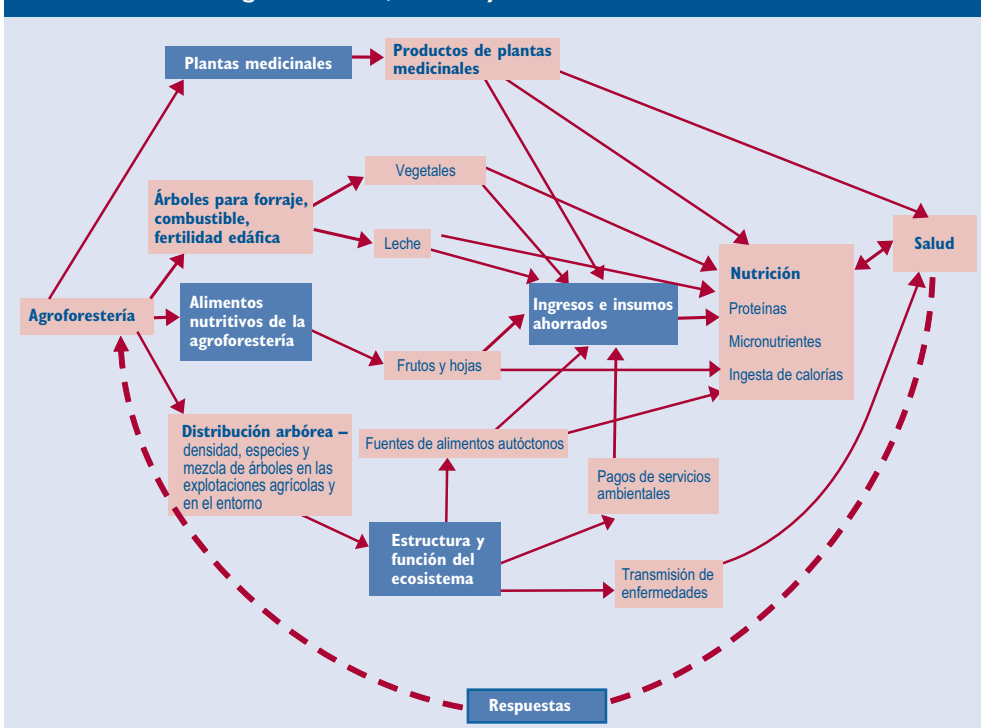 Plantas medicinales
Productos de plantas
medicinales
Vegetales
Árboles para forraje,
combustible,
fertilidad edáfica
Leche
Salud
Nutrición
Proteínas
Micronutrientes
Ingesta de calorías
Agroforestería
Alimentos
nutritivos de la
agroforestería
Ingresos e insumos
ahorrados
Frutos y hojas
Distribución arbórea –
densidad, especies y
mezcla de árboles en las
explotaciones agrícolas y
en el entorno
Fuentes de alimentos autóctonos
Pagos de servicios
ambientales
Estructura y
función del
ecosistema
Transmisión de
enfermedades
Respuestas